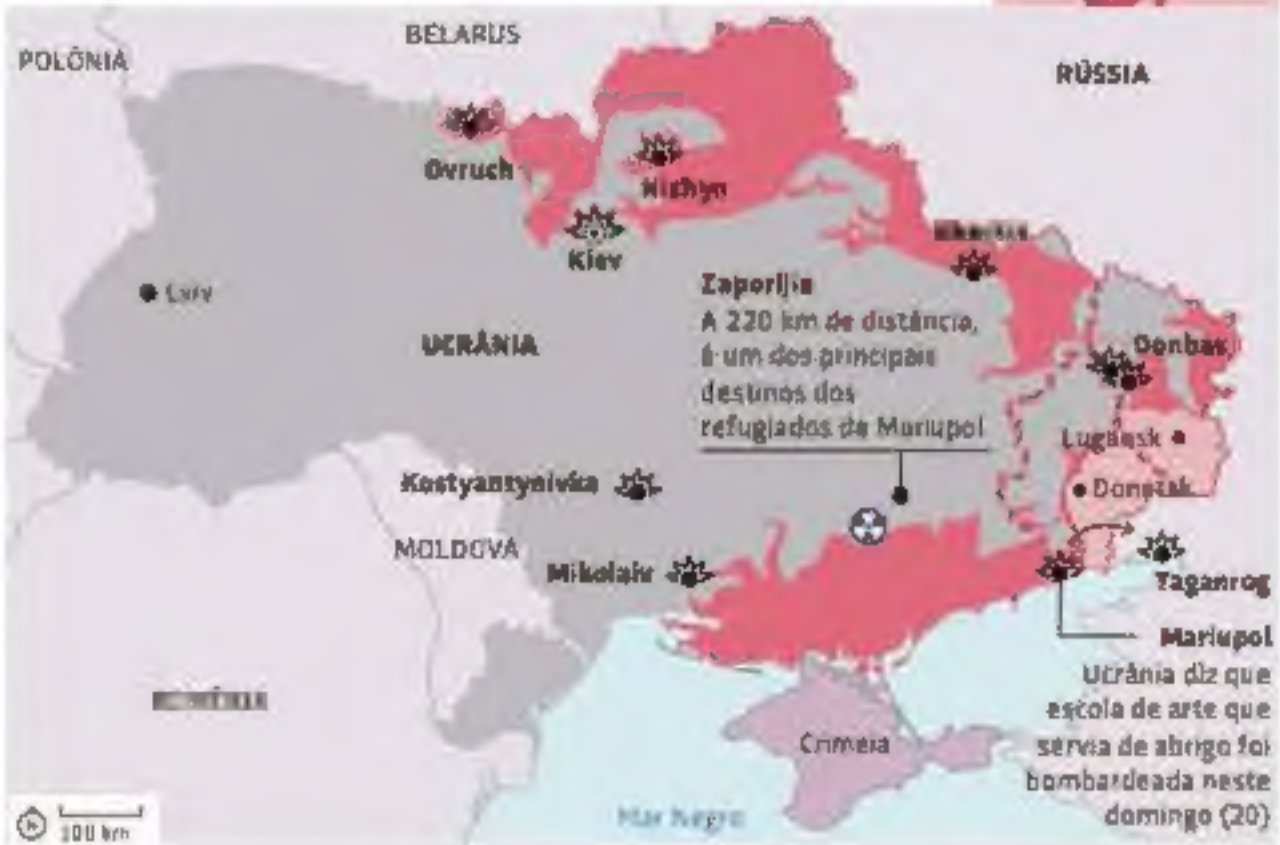 BELARUS
POLÔNIA
RÚSSIA
Ovruch
Nizhyn
Kiev
Lviv
UCRÂNIA
Zaporíjia
A 220 km de distância,
é um dos principais
destinos dos
refugiados de Mariupol
Donbas
Lugansk
Donetsk
Kostyantynivka
MOLDOVA
Mikolaiv
Taganrog
Mariupol
Ucrânia diz que
escola de arte que
servia de abrigo foi
bombardeada neste
domingo (20)
Crimeia
Mar Negro
100 km